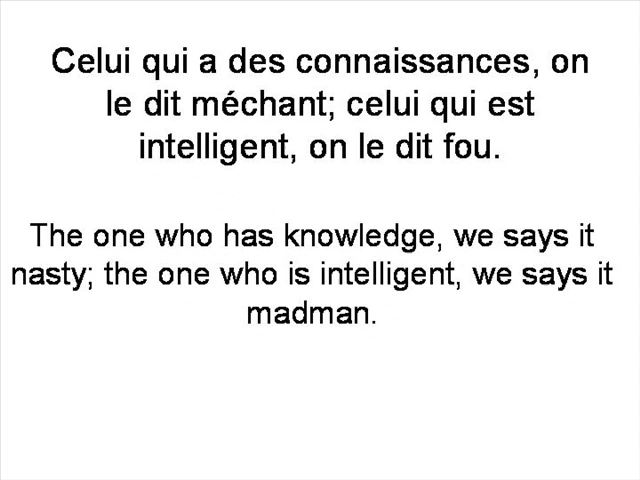 Celui qui a des connaissances, on
le dit méchant; celui qui est
intelligent, on le dit fou.
The one who has knowledge, we says it
nasty; the one who is intelligent, we says it
madman.